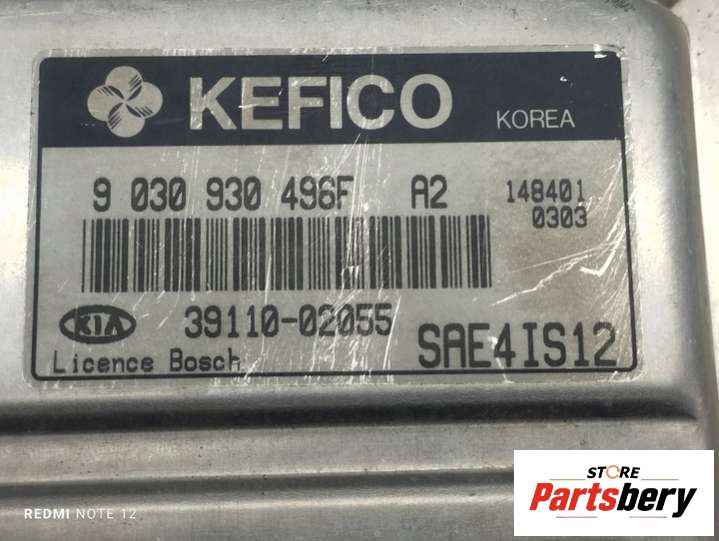 KEFICO KOREA
9 030 930 496F A2 148401
0303
KIA 39110-02055 SAE4IS12
Licence Bosch
STORE
Partsbery
REDMI NOTE 12